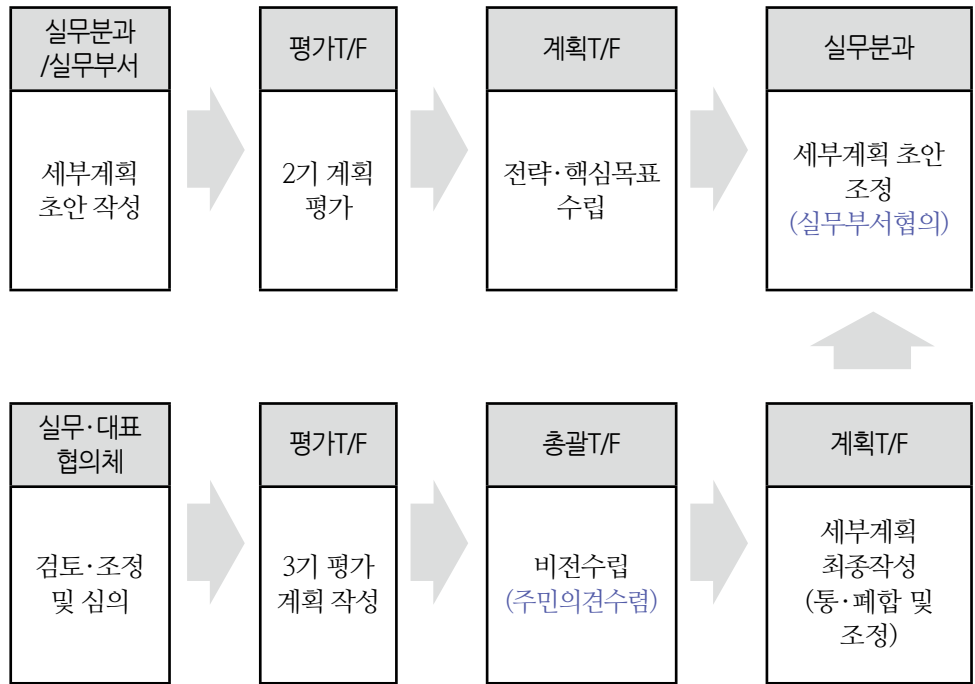 실무분과
/실무부서
세부계획
초안 작성
평가T/F
2기 계획
평가
계획T/F
전략·핵심목표
수립
실무분과
세부계획 초안
조정
(실무부서협의)
실무·대표
협의체
검토·조정
및 심의
평가T/F
3기 평가
계획 작성
총괄T/F
비전수립
(주민의견수렴)
계획T/F
세부계획
최종작성
(통·폐합 및
조정)